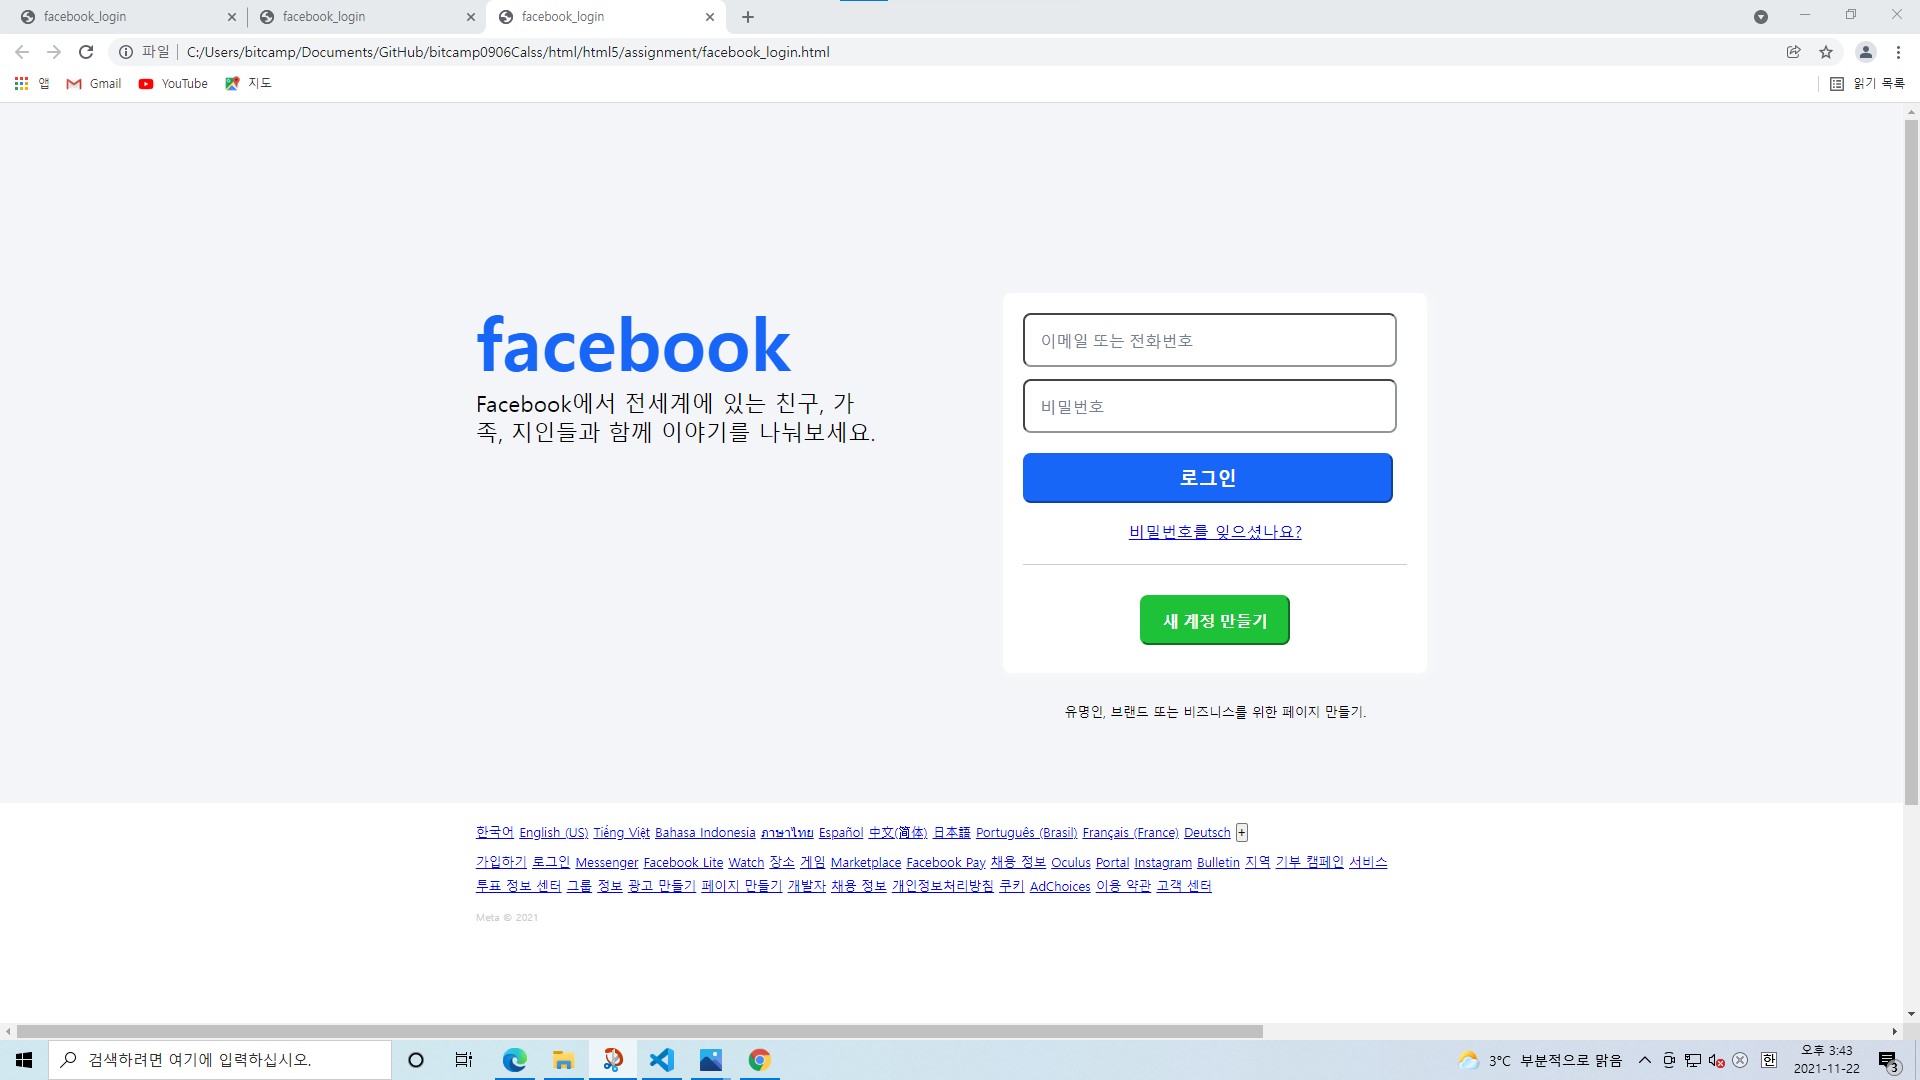 facebook_login
facebook_login
facebook_login
파일 C:/Users/bitcamp/Documents/GitHub/bitcamp0906Calss/html/html5/assignment/facebook_login.html
앱 Gmail YouTube 지도 읽기 목록
facebook
Facebook에서 전세계에 있는 친구, 가
족, 지인들과 함께 이야기를 나눠보세요.
이메일 또는 전화번호
비밀번호
로그인
비밀번호를 잊으셨나요?
새 계정 만들기
유명인, 브랜드 또는 비즈니스를 위한 페이지 만들기.
한국어 English (US) Tiếng Việt Bahasa Indonesia ภาษาไทย Español 中文(简体) 日本語 Português (Brasil) Français (France) Deutsch +
가입하기 로그인 Messenger Facebook Lite Watch 장소 게임 Marketplace Facebook Pay 채용 정보 Oculus Portal Instagram Bulletin 지역 기부 캠페인 서비스
투표 정보 센터 그룹 정보 광고 만들기 페이지 만들기 개발자 채용 정보 개인정보처리방침 쿠키 AdChoices 이용 약관 고객 센터
Meta © 2021
검색하려면 여기에 입력하십시오.
3°C 부분적으로 맑음
한
오후 3:43
2021-11-22
3